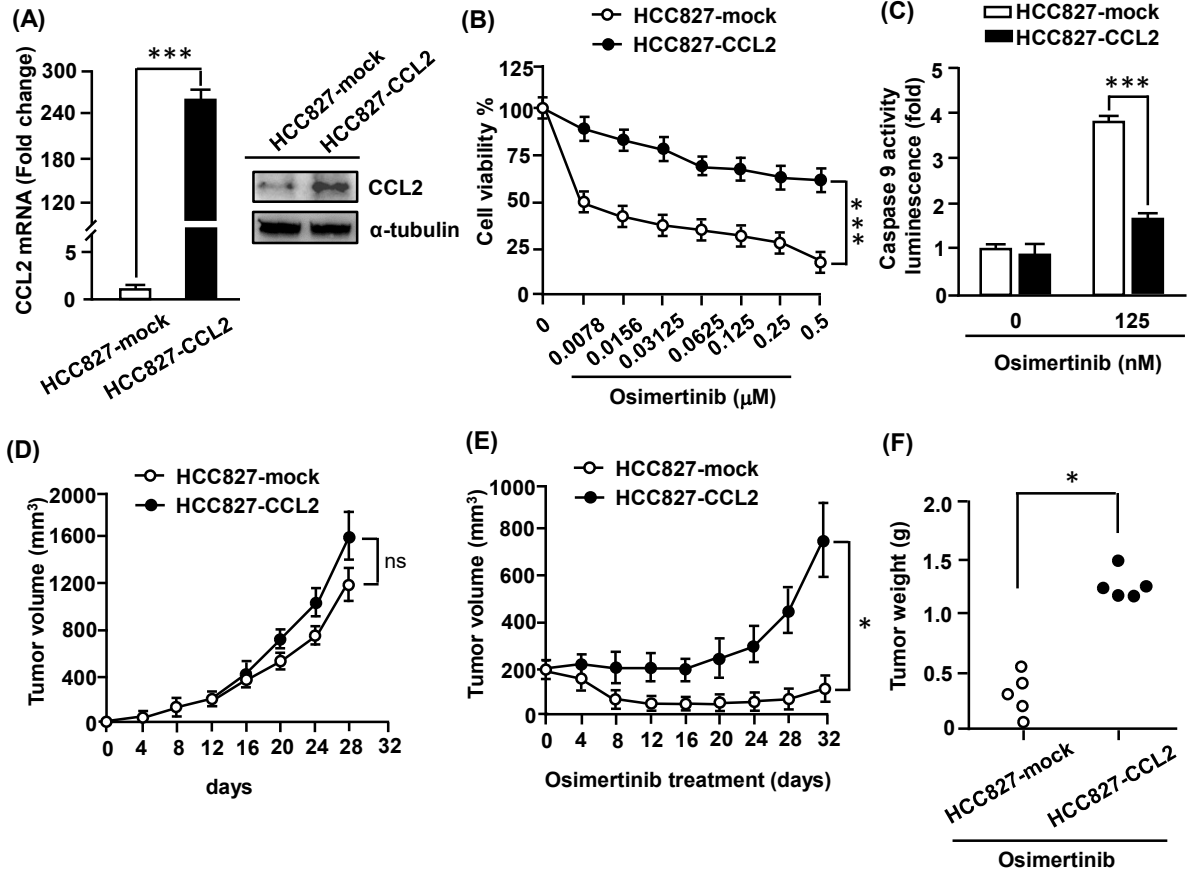 (A)
CCL2 mRNA (Fold change)
300
240
180
120
5
0
***
HCC827-mock
HCC827-CCL2
HCC827-mock
HCC827-CCL2
CCL2
α-tubulin
(B)
HCC827-mock
HCC827-CCL2
Cell viability %
125
100
75
50
25
0
***
0
0.0078
0.0156
0.03125
0.0625
0.125
0.25
0.5
Osimertinib (μM)
(C)
HCC827-mock
HCC827-CCL2
Caspase 9 activity
luminescence (fold)
5
4
3
2
1
0
***
0
125
Osimertinib (nM)
(D)
HCC827-mock
HCC827-CCL2
Tumor volume (mm³)
2000
1600
1200
800
400
0
ns
0 4 8 12 16 20 24 28 32
days
(E)
HCC827-mock
HCC827-CCL2
Tumor volume (mm³)
1000
800
600
400
200
0
*
0 4 8 12 16 20 24 28 32
Osimertinib treatment (days)
(F)
Tumor weight (g)
2.0
1.5
1.0
0.5
0
*
HCC827-mock
HCC827-CCL2
Osimertinib